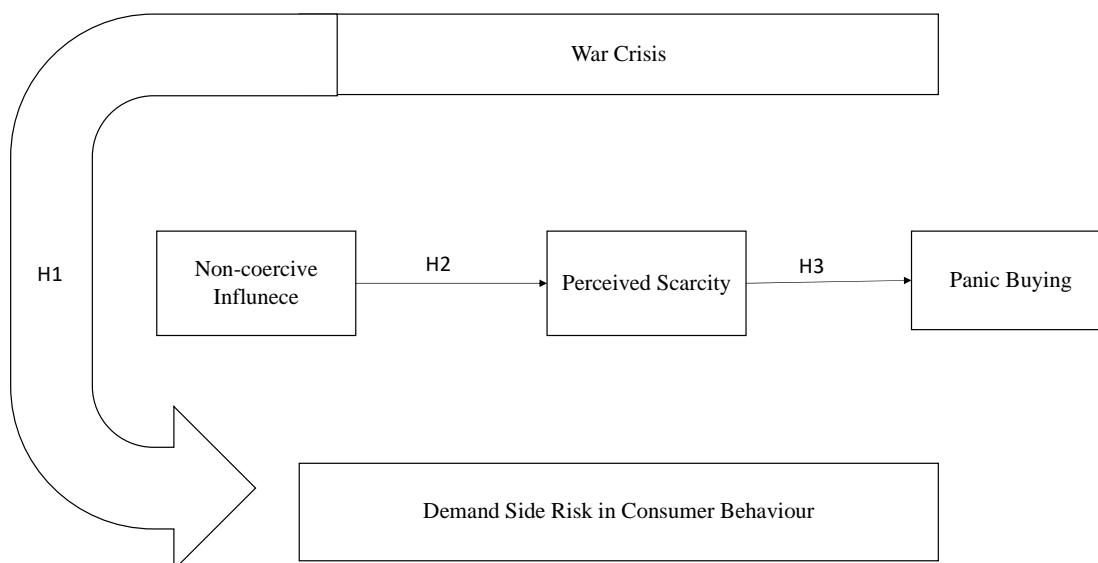 War Crisis
H1
Non-coercive
Influnece
H2
Perceived Scarcity
H3
Panic Buying
Demand Side Risk in Consumer Behaviour